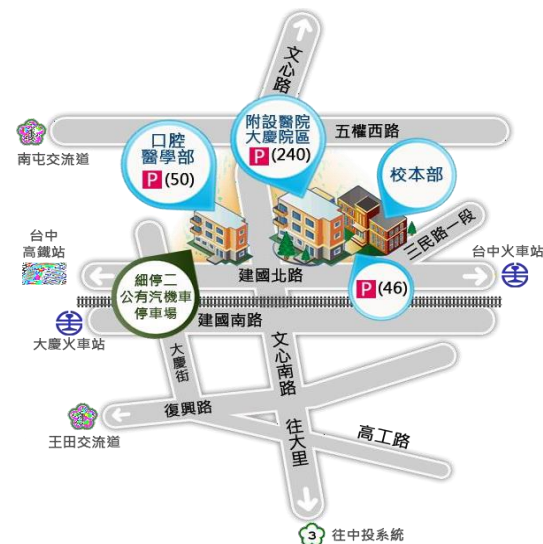 文心路
五權西路
南屯交流道
口腔
醫學部
P(50)
附設醫院
大慶院區
P(240)
校本部
三民路一段
台中
高鐵站
台中火車站
建國北路
P(46)
細停二
公有汽機車
停車場
建國南路
大慶火車站
大慶街
文心南路
往大里
復興路
高工路
王田交流道
3 往中投系統